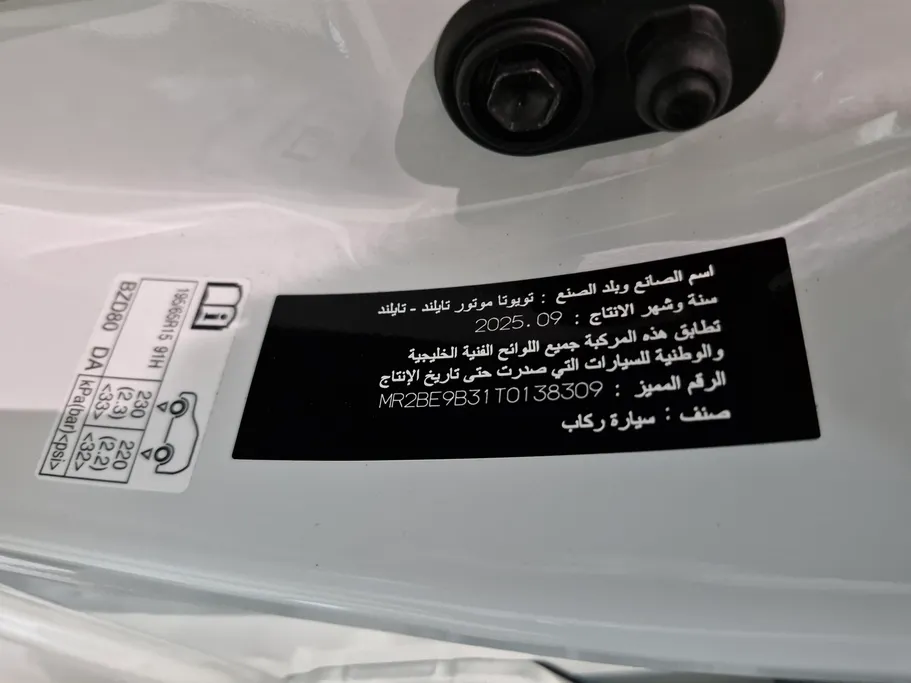 اسم الصانع وبلد الصنع : تويوتا موتور تايلند - تايلند
سنة وشهر الانتاج : 2025.09
تطابق هذه المركبة جميع اللوائح الفنية الخليجية
والوطنية للسيارات التي صدرت حتى تاريخ الإنتاج
الرقم المميز : MR2BE9B31T0138309
صنف : سيارة ركاب
195/65R15 91H
230
(2.3)
<33>
220
(2.2)
<32>
kPa(bar)<psi>
BZD80 DA